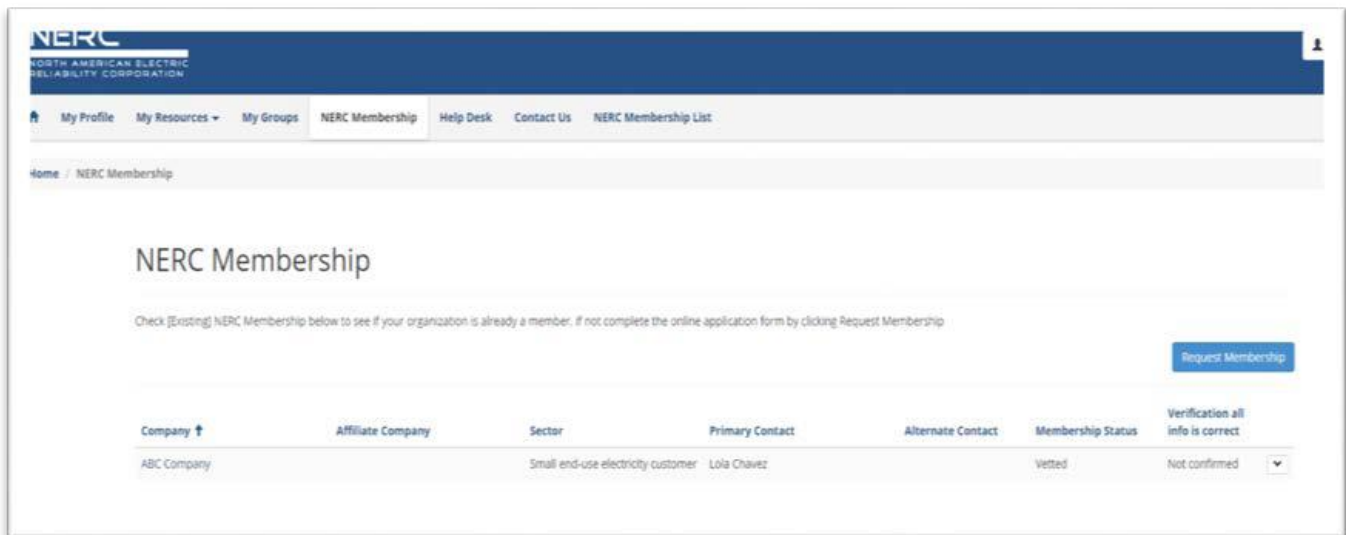 NERC
NORTH AMERICAN ELECTRIC
RELIABILITY CORPORATION
My Profile My Resources My Groups NERC Membership Help Desk Contact Us NERC Membership List
Home / NERC Membership
NERC Membership
Check [Existing] NERC Membership below to see if your organization is already a member, if not complete the online application form by clicking Request Membership
Request Membership
Company ↑ Affiliate Company Sector Primary Contact Alternate Contact Membership Status Verification all info is correct
ABC Company Small end-use electricity customer Lola Chavez Vetted Not confirmed